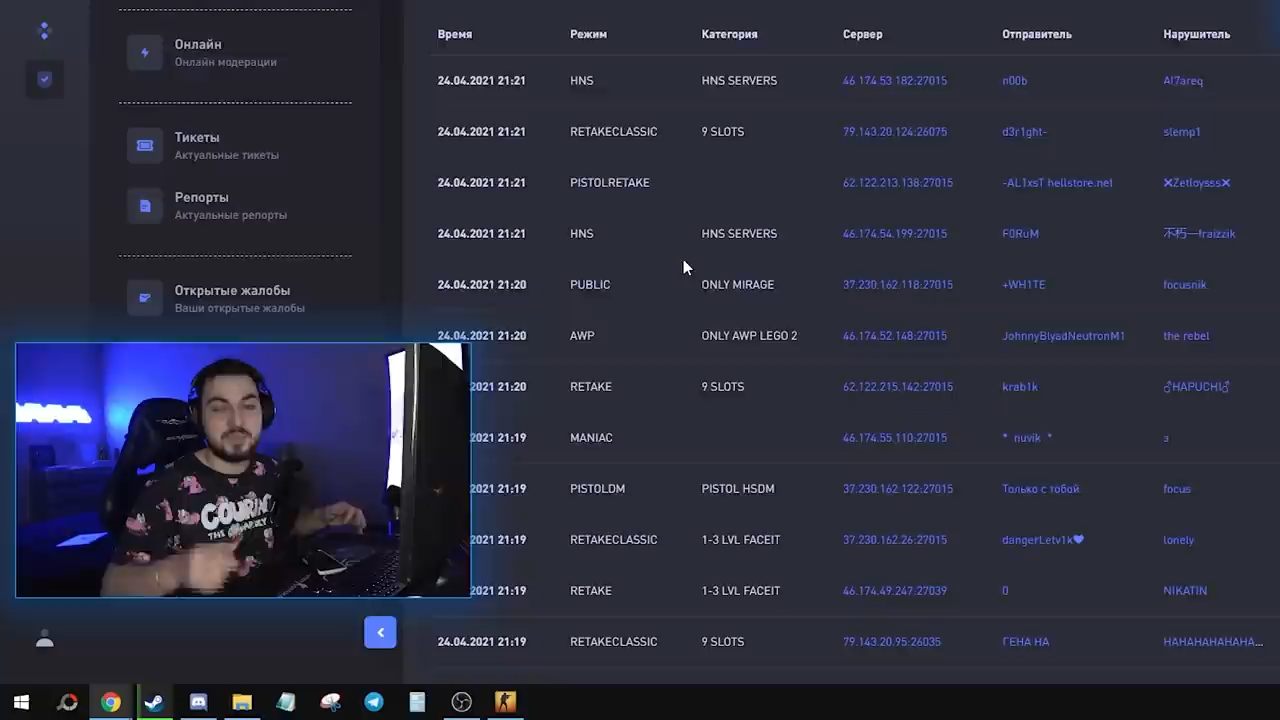 Онлайн
Онлайн модерации
Тикеты
Актуальные тикеты
Репорты
Актуальные репорты
Открытые жалобы
Ваши открытые жалобы
Время Режим Категория Сервер Отправитель Нарушитель
24.04.2021 21:21 HNS HNS SERVERS 46.174.53.182:27015 n00b Al7areq
24.04.2021 21:21 RETAKECLASSIC 9 SLOTS 79.143.20.124:26075 d3r1ght- slemp1
24.04.2021 21:21 PISTOLRETAKE 62.122.213.138:27015 -AL1xsT hellstore.net ❌Zetloysss❌
24.04.2021 21:21 HNS HNS SERVERS 46.174.54.199:27015 F0RuM 不朽—fraizzik
24.04.2021 21:20 PUBLIC ONLY MIRAGE 37.230.162.118:27015 +WH1TE focusnik
24.04.2021 21:20 AWP ONLY AWP LEGO 2 46.174.52.148:27015 JohnnyBlyadNeutronM1 the rebel
2021 21:20 RETAKE 9 SLOTS 62.122.215.142:27015 krab1k ♂HAPUCHI♂
2021 21:19 MANIAC 46.174.55.110:27015 * nuvik * з
2021 21:19 PISTOLDM PISTOL HSDM 37.230.162.122:27015 Только с тобой focus
2021 21:19 RETAKECLASSIC 1-3 LVL FACEIT 37.230.162.26:27015 dangerLetv1k♥ lonely
2021 21:19 RETAKE 1-3 LVL FACEIT 46.174.49.247:27039 0 NIKATIN
24.04.2021 21:19 RETAKECLASSIC 9 SLOTS 79.143.20.95:26035 ГЕНА НА НАНАНАНАНАНА...
COURAGE
THE COWARDLY